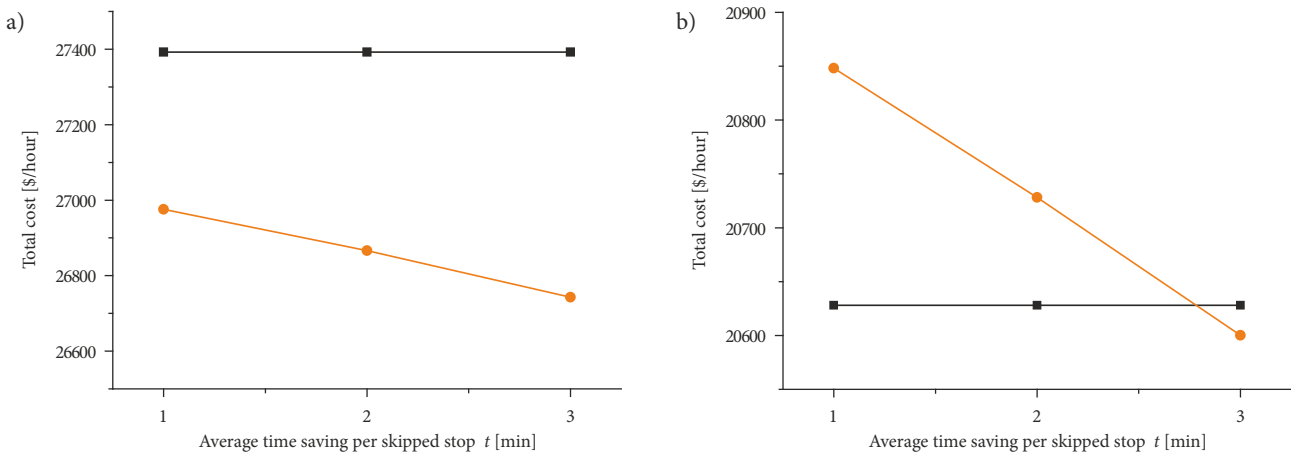 a)
27400
27200
27000
26800
26600
Total cost [$/hour]
1 2 3
Average time saving per skipped stop t [min]
b)
20900
20800
20700
20600
Total cost [$/hour]
1 2 3
Average time saving per skipped stop t [min]